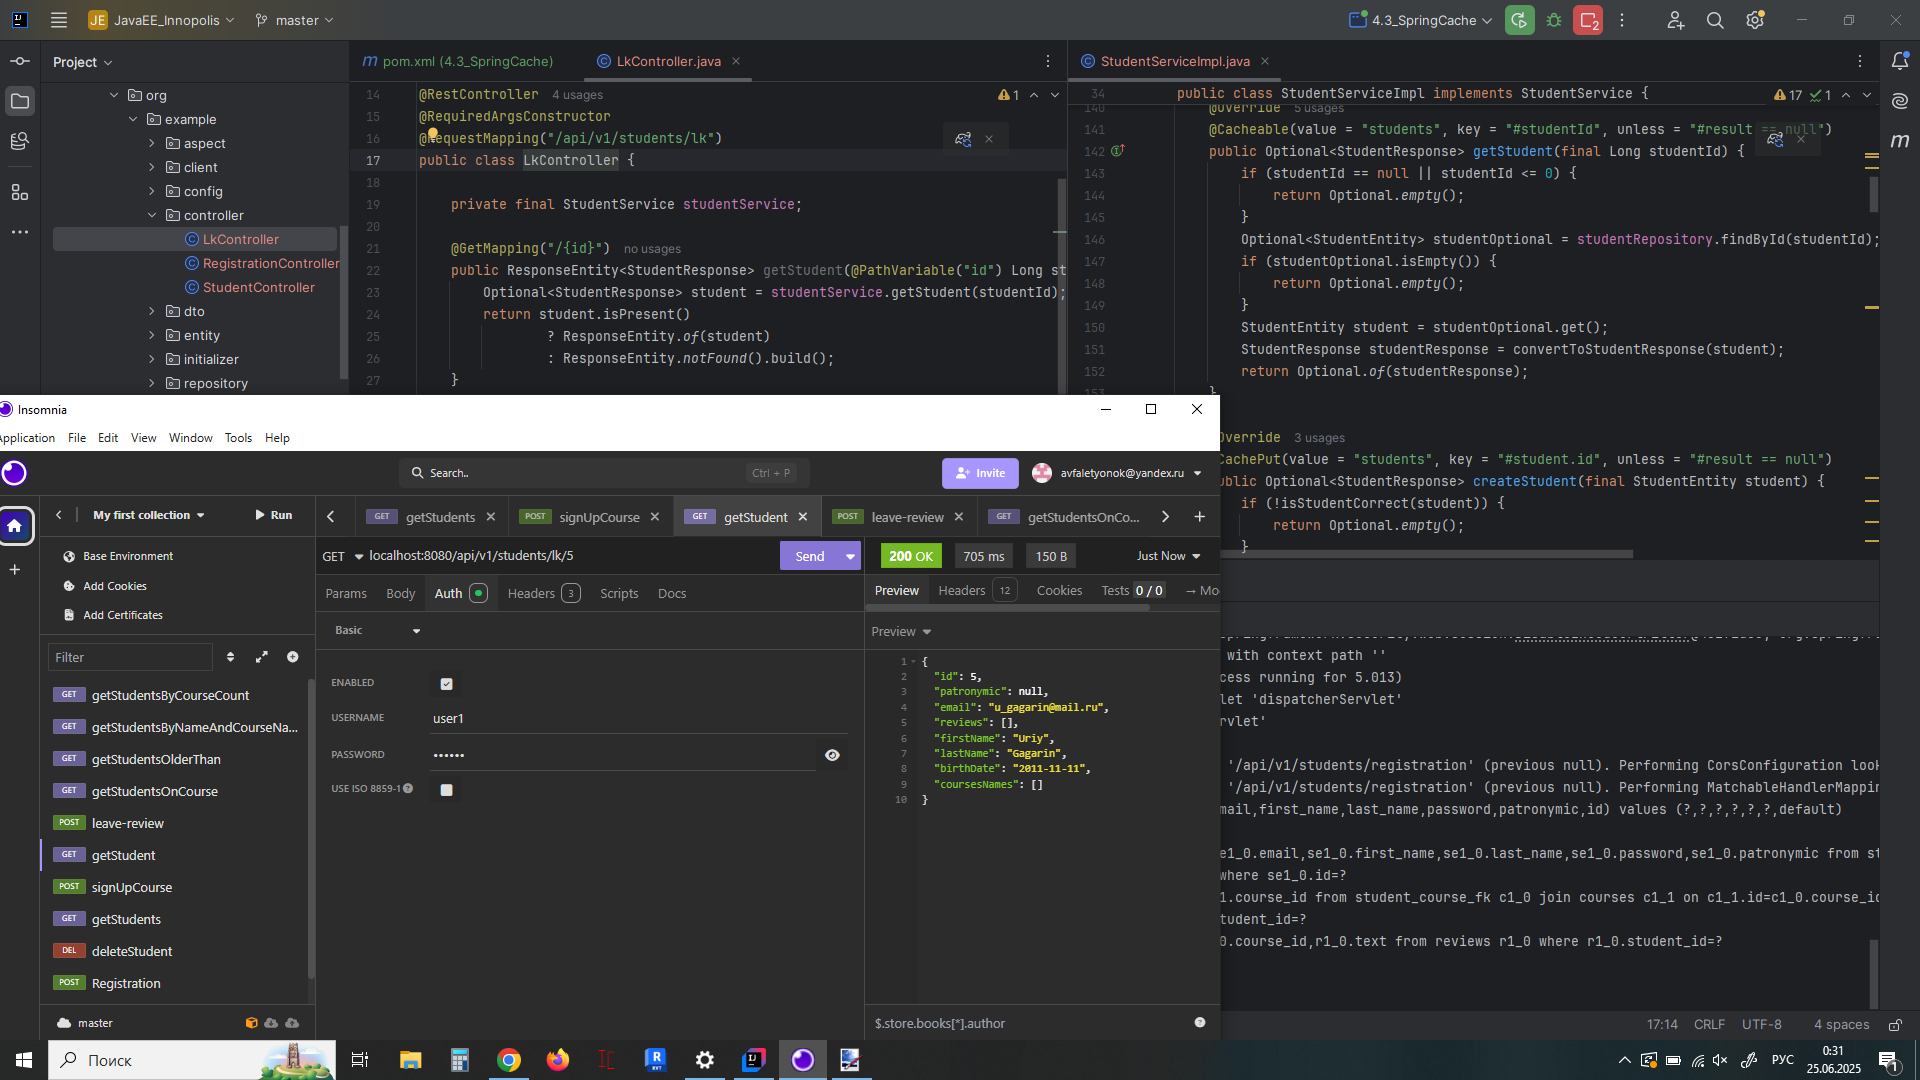 JE JavaEE_Innopolis master 4.3_SpringCache 2
Project
org
example
aspect
client
config
controller
LkController
RegistrationController
StudentController
dto
entity
initializer
repository
pom.xml (4.3_SpringCache) LkController.java
14 @RestController 4 usages 1
15 @RequiredArgsConstructor
16 @RequestMapping("/api/v1/students/lk")
17 public class LkController {
18
19 private final StudentService studentService;
20
21 @GetMapping("/{id}") no usages
22 public ResponseEntity<StudentResponse> getStudent(@PathVariable("id") Long st
23 Optional<StudentResponse> student = studentService.getStudent(studentId);
24 return student.isPresent()
25 ? ResponseEntity.of(student)
26 : ResponseEntity.notFound().build();
27 }
StudentServiceImpl.java
34 public class StudentServiceImpl implements StudentService { 17 1
140 @Override 5 usages
141 @Cacheable(value = "students", key = "#studentId", unless = "#result == null")
142 public Optional<StudentResponse> getStudent(final Long studentId) {
143 if (studentId == null || studentId <= 0) {
144 return Optional.empty();
145 }
146 Optional<StudentEntity> studentOptional = studentRepository.findById(studentId);
147 if (studentOptional.isEmpty()) {
148 return Optional.empty();
149 }
150 StudentEntity student = studentOptional.get();
151 StudentResponse studentResponse = convertToStudentResponse(student);
152 return Optional.of(studentResponse);
153 }
Override 3 usages
CachePut(value = "students", key = "#student.id", unless = "#result == null")
ublic Optional<StudentResponse> createStudent(final StudentEntity student) {
if (!isStudentCorrect(student)) {
return Optional.empty();
}
with context path ''
cess running for 5.013)
let 'dispatcherServlet'
rvlet'
'/api/v1/students/registration' (previous null). Performing CorsConfiguration look
'/api/v1/students/registration' (previous null). Performing MatchableHandlerMappin
mail,first_name,last_name,password,patronymic,id) values (?,?,?,?,?,?,default)
se1_0.email,se1_0.first_name,se1_0.last_name,se1_0.password,se1_0.patronymic from st
where se1_0.id=?
1.course_id from student_course_fk c1_0 join courses c1_1 on c1_1.id=c1_0.course_id
tudent_id=?
0.course_id,r1_0.text from reviews r1_0 where r1_0.student_id=?
17:14 CRLF UTF-8 4 spaces
Insomnia
Application File Edit View Window Tools Help
Search.. Ctrl + P Invite avfaletyonok@yandex.ru
My first collection Run
Base Environment
Add Cookies
Add Certificates
Filter
GET getStudentsByCourseCount
GET getStudentsByNameAndCourseNa...
GET getStudentsOlderThan
GET getStudentsOnCourse
POST leave-review
GET getStudent
POST signUpCourse
GET getStudents
DEL deleteStudent
POST Registration
master
GET getStudents POST signUpCourse GET getStudent POST leave-review GET getStudentsOnCo...
GET localhost:8080/api/v1/students/lk/5 Send
Params Body Auth Headers 3 Scripts Docs
Basic
ENABLED
USERNAME user1
PASSWORD ••••••
USE ISO 8859-1
200 OK 705 ms 150 B Just Now
Preview Headers 12 Cookies Tests 0 / 0 → Mo
Preview
1 {
2 "id": 5,
3 "patronymic": null,
4 "email": "u_gagarin@mail.ru",
5 "reviews": [],
6 "firstName": "Uriy",
7 "lastName": "Gagarin",
8 "birthDate": "2011-11-11",
9 "coursesNames": []
10 }
$.store.books[*].author
Поиск
РУС
0:31
25.06.2025
1